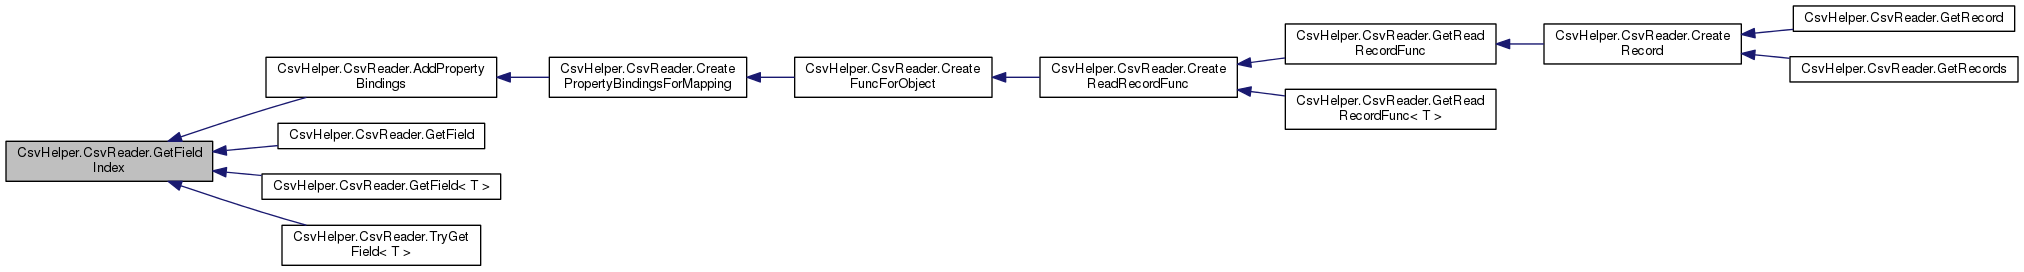 CsvHelper.CsvReader.GetField
Index
CsvHelper.CsvReader.AddProperty
Bindings
CsvHelper.CsvReader.GetField
CsvHelper.CsvReader.GetField< T >
CsvHelper.CsvReader.TryGet
Field< T >
CsvHelper.CsvReader.Create
PropertyBindingsForMapping
CsvHelper.CsvReader.Create
FuncForObject
CsvHelper.CsvReader.Create
ReadRecordFunc
CsvHelper.CsvReader.GetRead
RecordFunc
CsvHelper.CsvReader.GetRead
RecordFunc< T >
CsvHelper.CsvReader.Create
Record
CsvHelper.CsvReader.GetRecord
CsvHelper.CsvReader.GetRecords